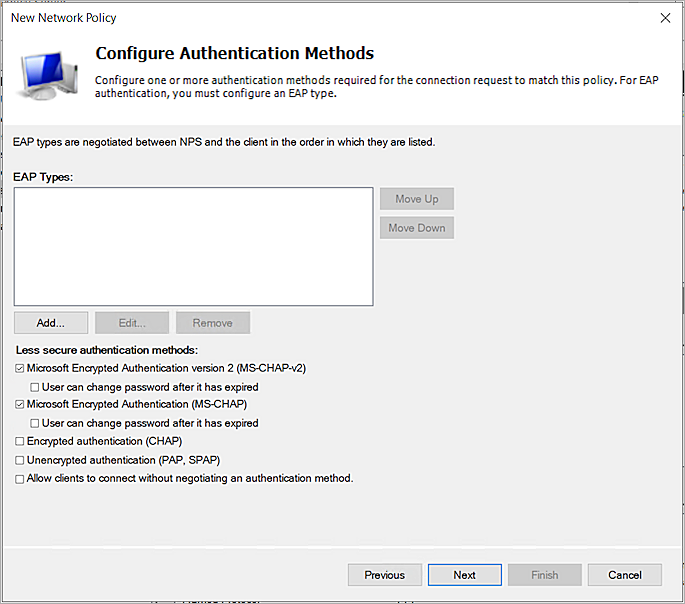 New Network Policy
Configure Authentication Methods
Configure one or more authentication methods required for the connection request to match this policy. For EAP
authentication, you must configure an EAP type.
EAP types are negotiated between NPS and the client in the order in which they are listed.
EAP Types:
Move Up
Move Down
Add...
Edit...
Remove
Less secure authentication methods:
Microsoft Encrypted Authentication version 2 (MS-CHAP-v2)
User can change password after it has expired
Microsoft Encrypted Authentication (MS-CHAP)
User can change password after it has expired
Encrypted authentication (CHAP)
Unencrypted authentication (PAP, SPAP)
Allow clients to connect without negotiating an authentication method.
Previous
Next
Finish
Cancel